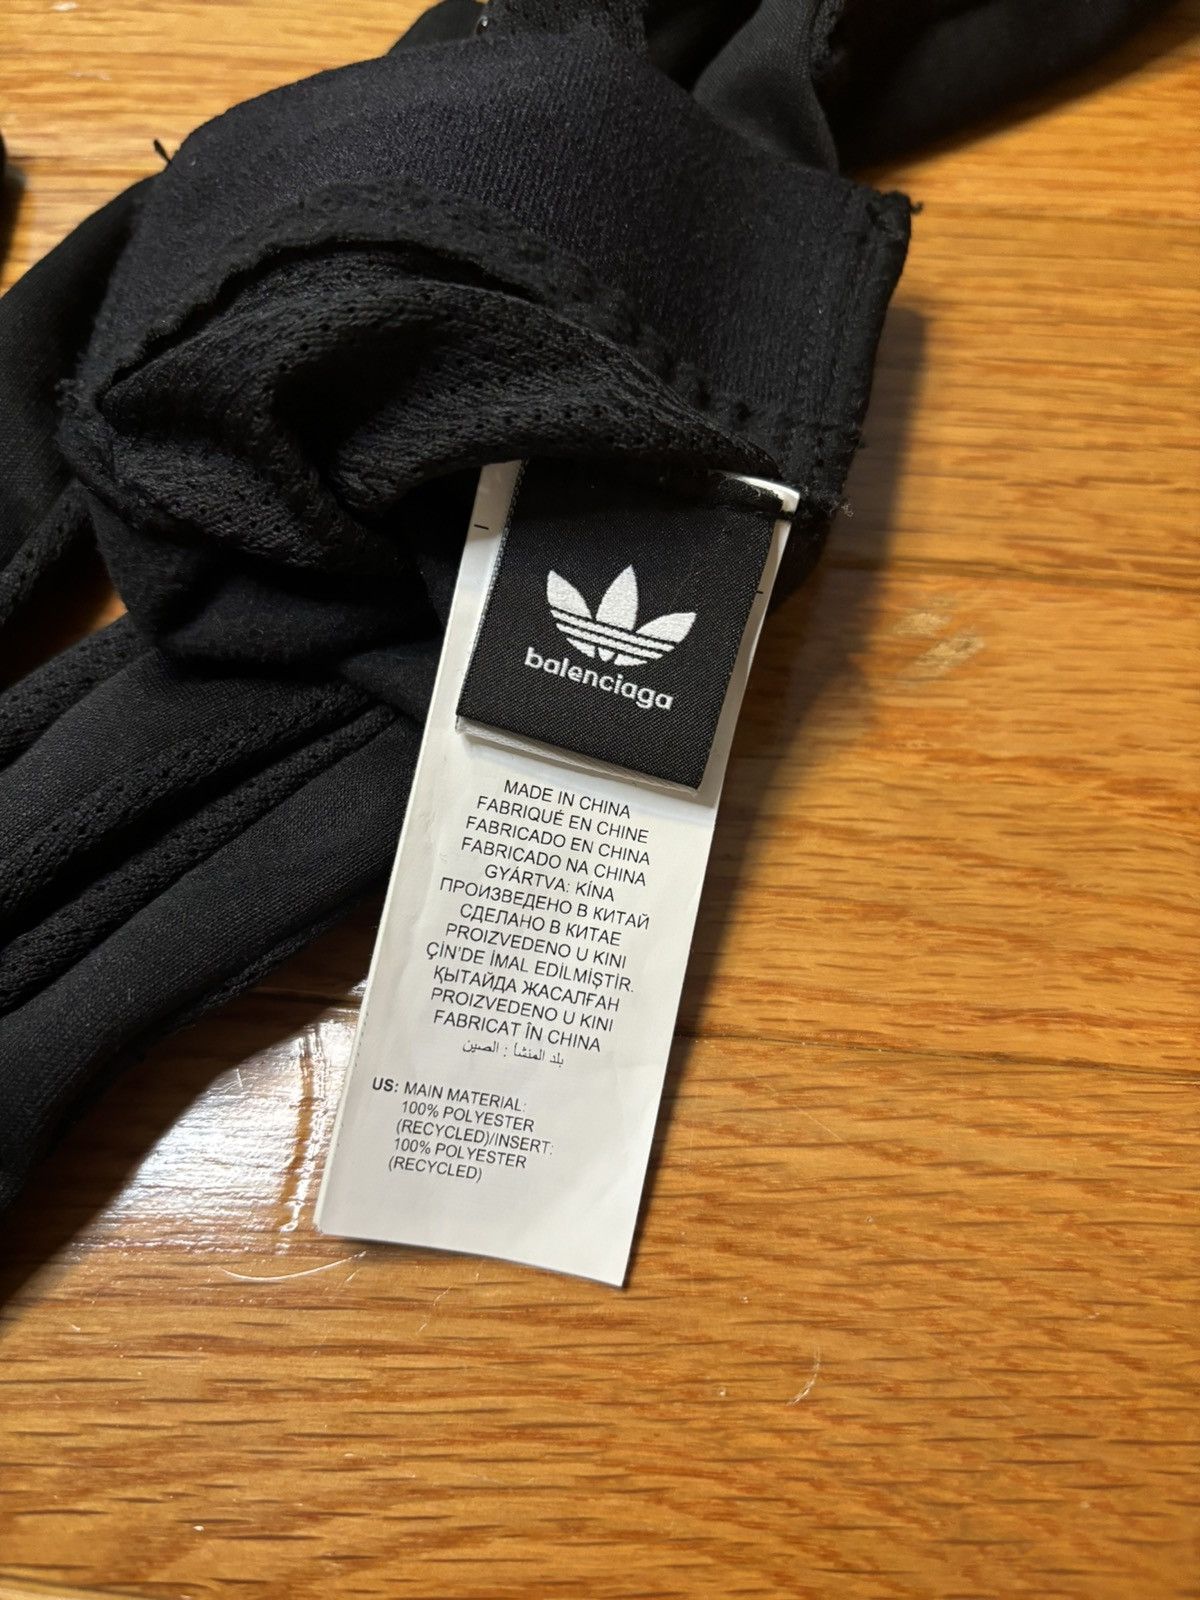 balenciaga
MADE IN CHINA
FABRIQUÉ EN CHINE
FABRICADO EN CHINA
FABRICADO NA CHINA
GYÁRTVA: KÍNA
ПРОИЗВЕДЕНО В КИТАЙ
СДЕЛАНО В КИТАЕ
PROIZVEDENO U KINI
ÇİN'DE İMAL EDİLMİŞTİR.
ҚЫТАЙДА ЖАСАЛҒАН
PROIZVEDENO U KINI
FABRICAT ÎN CHINA
بلد المنشأ : الصين
US: MAIN MATERIAL:
100% POLYESTER
(RECYCLED)/INSERT:
100% POLYESTER
(RECYCLED)